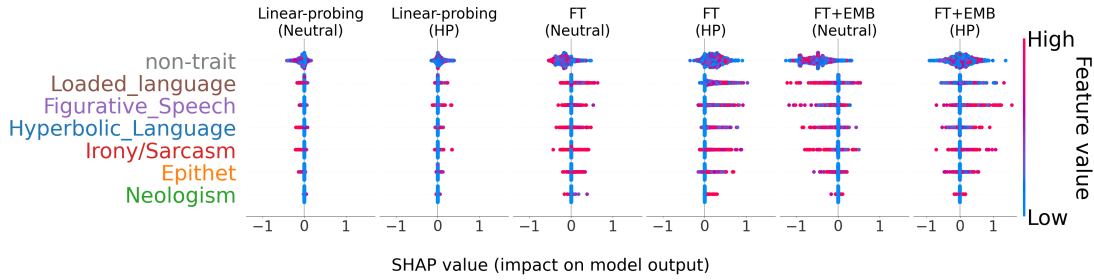 Linear-probing
(Neutral)
Linear-probing
(HP)
FT
(Neutral)
FT
(HP)
FT+EMB
(Neutral)
FT+EMB
(HP)
non-trait
Loaded_language
Figurative_Speech
Hyperbolic_Language
Irony/Sarcasm
Epithet
Neologism
−1 0 1 −1 0 1 −1 0 1 −1 0 1 −1 0 1 −1 0 1
SHAP value (impact on model output)
High
Feature value
Low